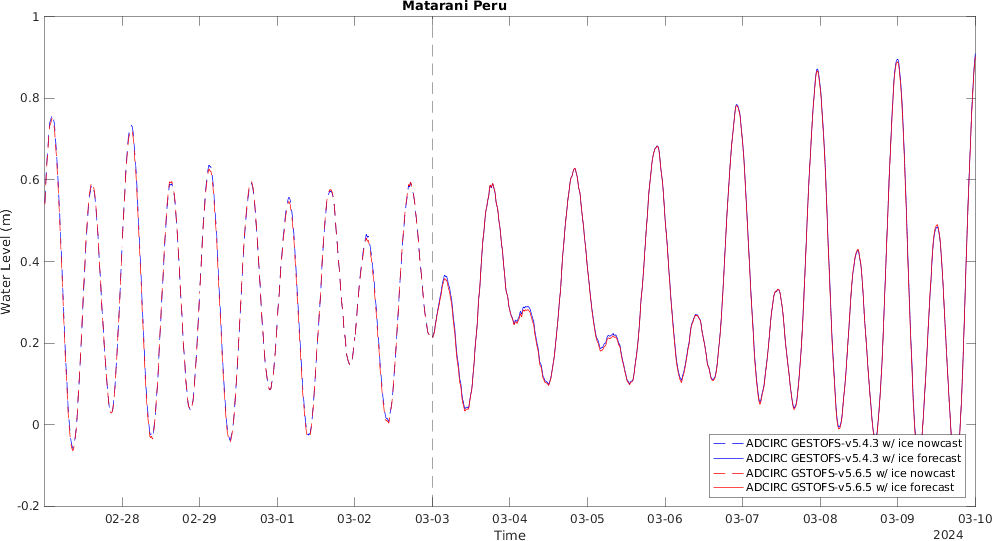 Matarani Peru
1
0.8
0.6
0.4
0.2
0
-0.2
Water Level (m)
ADCIRC GESTOFS-v5.4.3 w/ ice nowcast
ADCIRC GESTOFS-v5.4.3 w/ ice forecast
ADCIRC GSTOFS-v5.6.5 w/ ice nowcast
ADCIRC GSTOFS-v5.6.5 w/ ice forecast
02-28 02-29 03-01 03-02 03-03 03-04 03-05 03-06 03-07 03-08 03-09 03-10
Time
2024